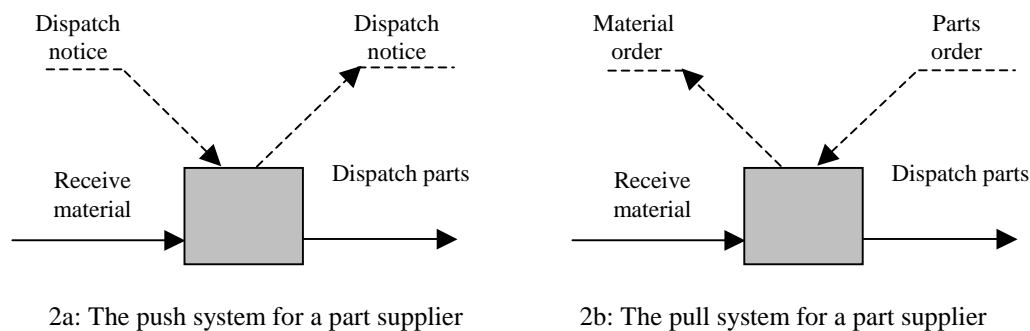 Dispatch
notice
Dispatch
notice
Receive
material
Dispatch parts
2a: The push system for a part supplier
Material
order
Parts
order
Receive
material
Dispatch parts
2b: The pull system for a part supplier